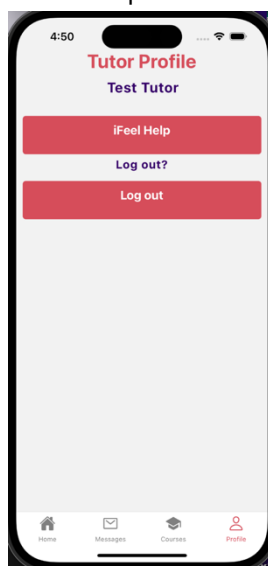 4:50
Tutor Profile
Test Tutor
iFeel Help
Log out?
Log out
Home Messages Courses Profile